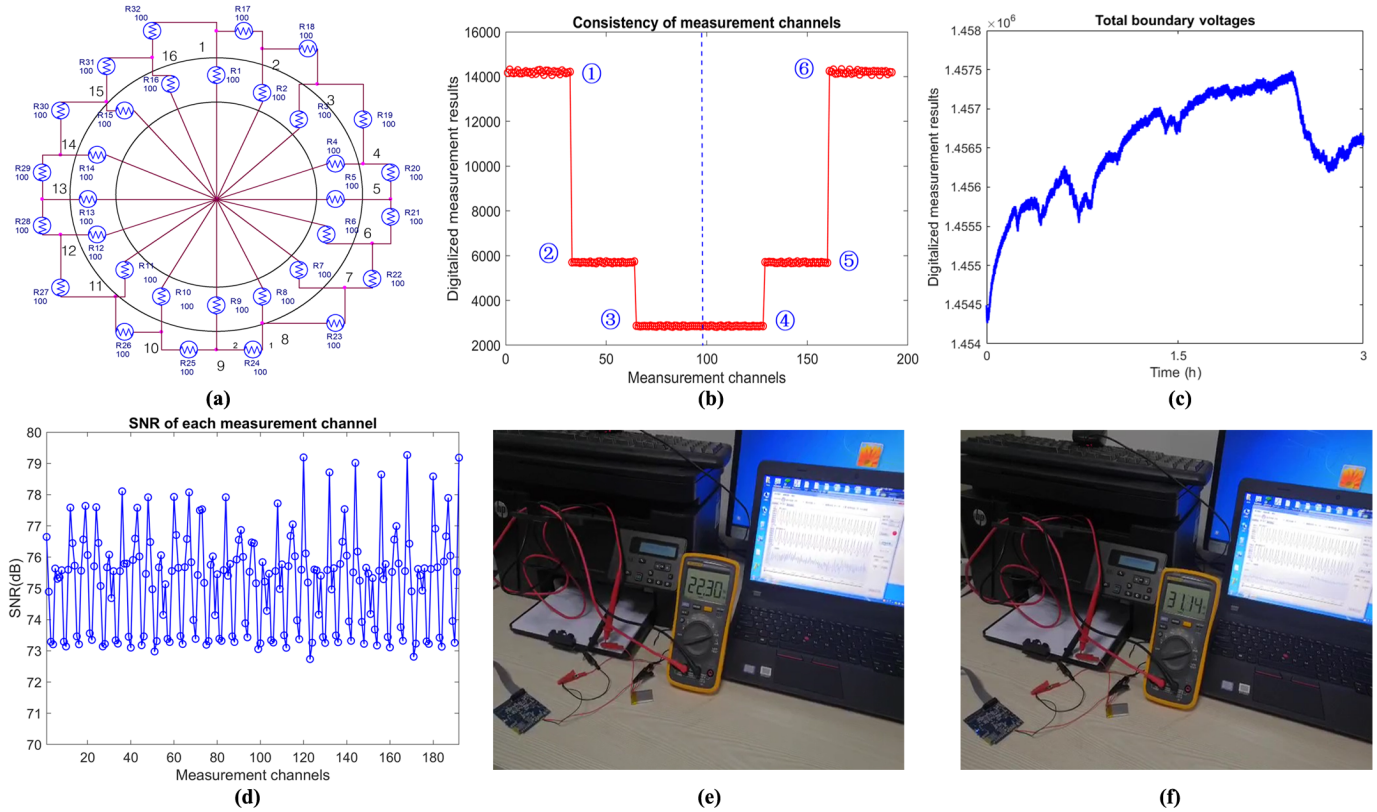 R32
100
R17
100
R18
100
R31
100
16
1
2
R16
100
R1
100
R2
100
R30
100
15
R15
100
R3
100
3
R19
100
14
R14
100
R4
100
4
R29
100
R20
100
13
R13
100
R5
100
5
R28
100
R21
100
R12
100
R6
100
6
12
R11
100
R7
100
7
R22
100
R27
100
11
R10
100
R9
100
R8
100
R26
100
10
R25
100
9
2
1
R24
100
8
R23
100
(a)
Consistency of measurement channels
Digitalized measurement results
16000
14000
12000
10000
8000
6000
4000
2000
① ② ③ ④ ⑤ ⑥
0 50 100 150 200
Meansurement channels
(b)
Total boundary voltages
×10⁶
Digitalized measurement results
1.458
1.4575
1.457
1.4565
1.456
1.4555
1.455
1.4545
1.454
0 1.5 3
Time (h)
(c)
SNR of each measurement channel
SNR(dB)
80
79
78
77
76
75
74
73
72
71
70
20 40 60 80 100 120 140 160 180
Measurement channels
(d)
hp
22.30
(e)
31.14
(f)